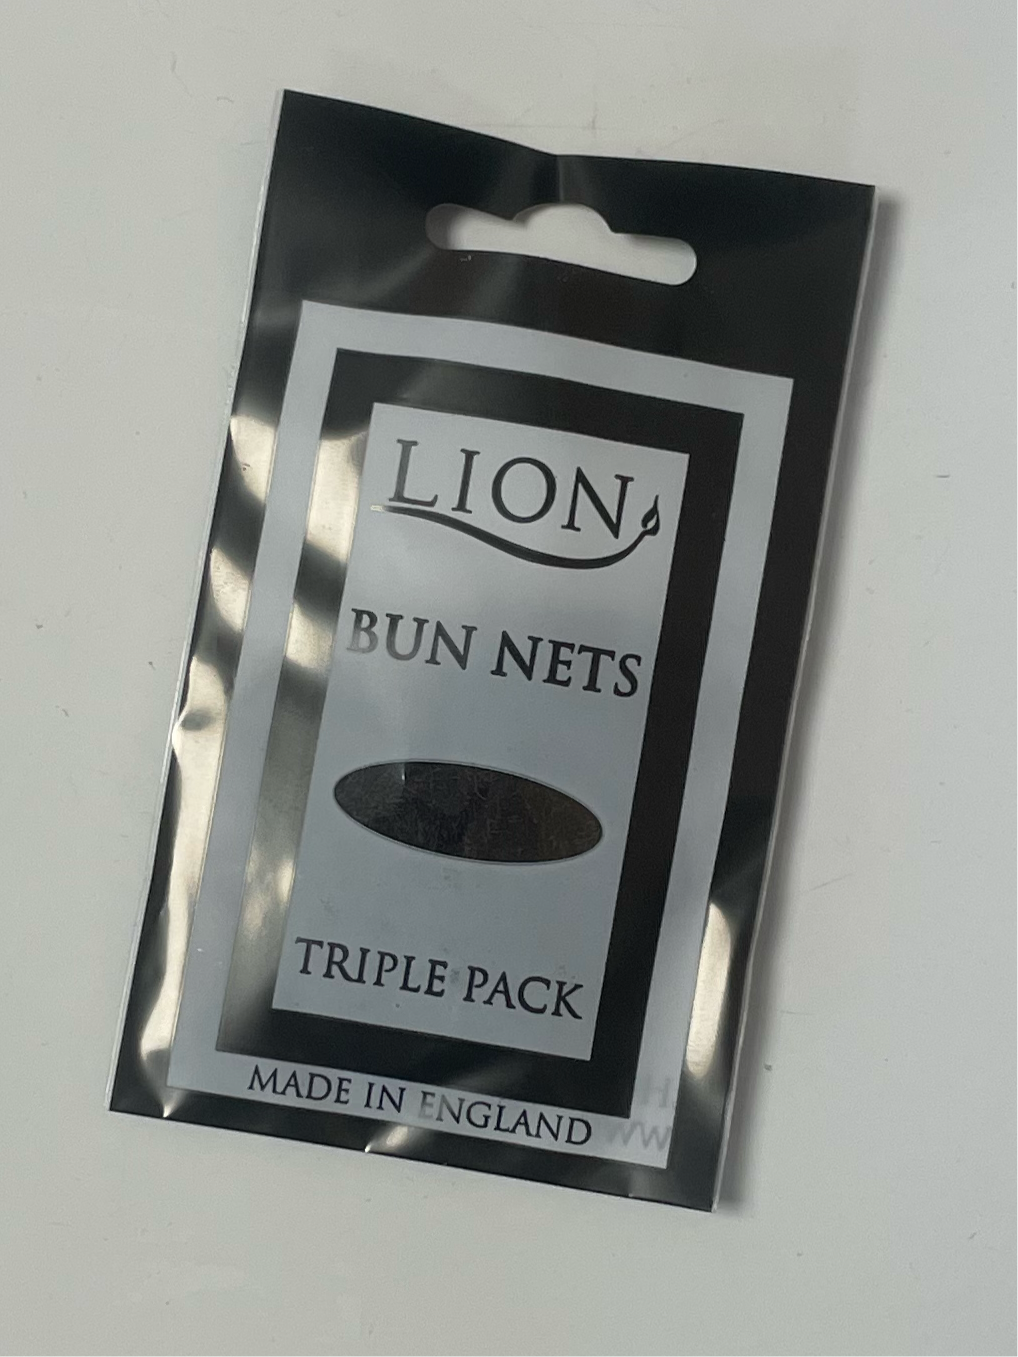 LION
BUN NETS
TRIPLE PACK
MADE IN ENGLAND